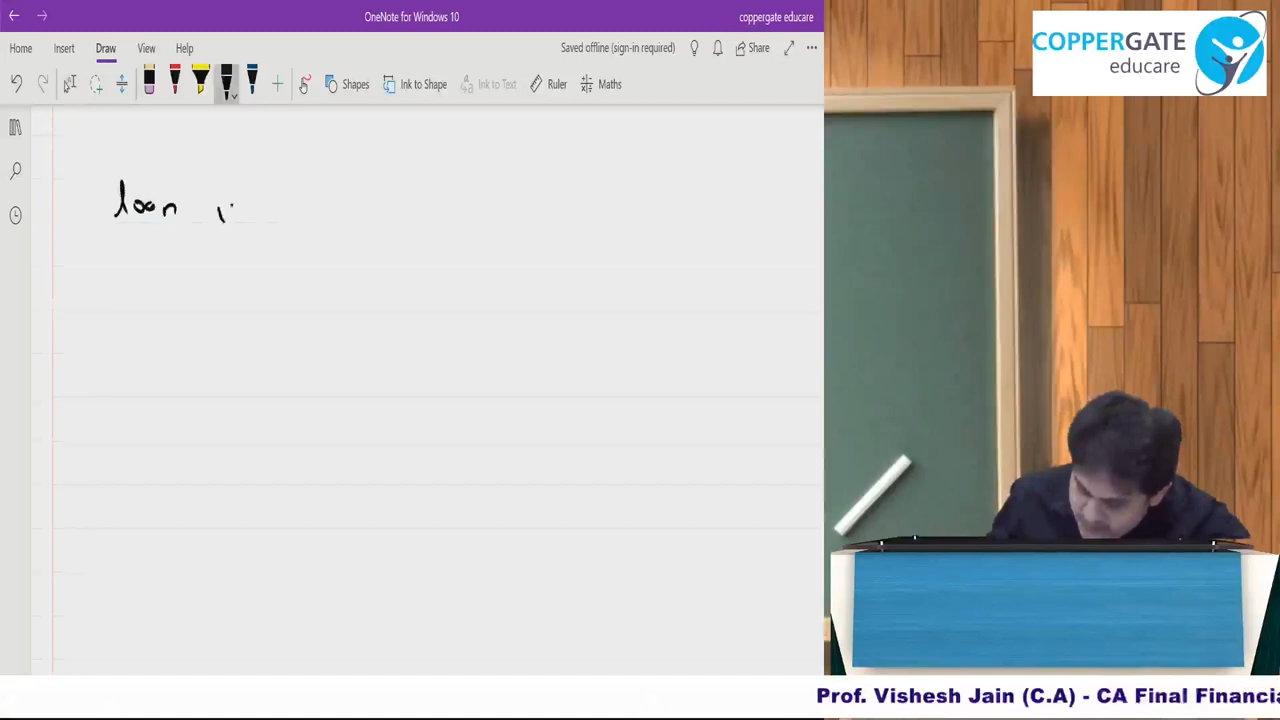 OneNote for Windows 10
coppergate educare
Home Insert Draw View Help
Saved offline (sign-in required)
Share
Shapes
Ink to Shape
Ink to Text
Ruler
Maths
loan
COPPERGATE
educare
Prof. Vishesh Jain (C.A) - CA Final Financia